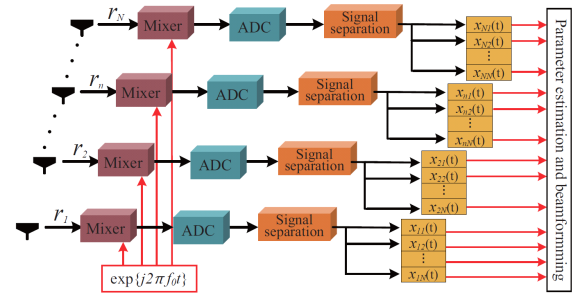 r_N Mixer ADC Signal separation x_N1(t)
x_N2(t)
⋮
x_NN(t)
r_n Mixer ADC Signal separation x_n1(t)
x_n2(t)
⋮
x_nN(t)
r_2 Mixer ADC Signal separation x_21(t)
x_22(t)
⋮
x_2N(t)
r_1 Mixer ADC Signal separation x_11(t)
x_12(t)
⋮
x_1N(t)
exp{j2πf_0t}
Parameter estimation and beamformming